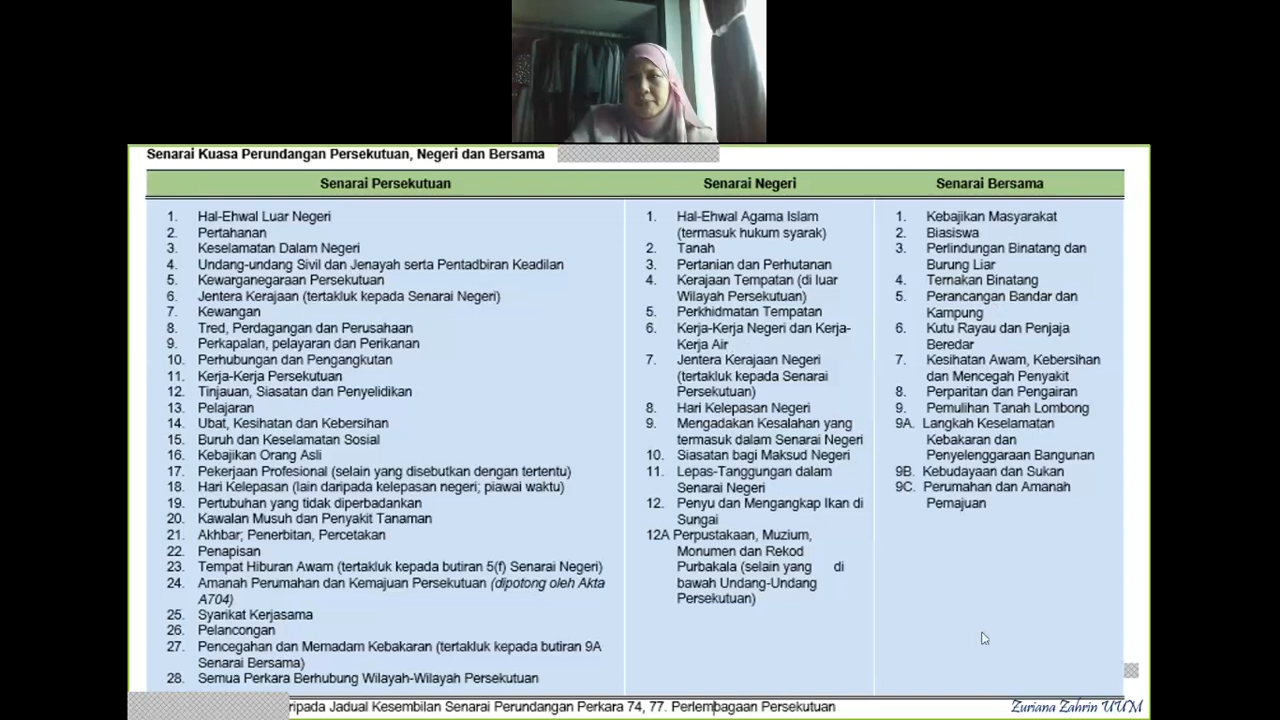 Senarai Kuasa Perundangan Persekutuan, Negeri dan Bersama
Senarai Persekutuan
1. Hal-Ehwal Luar Negeri
2. Pertahanan
3. Keselamatan Dalam Negeri
4. Undang-undang Sivil dan Jenayah serta Pentadbiran Keadilan
5. Kewarganegaraan Persekutuan
6. Jentera Kerajaan (tertakluk kepada Senarai Negeri)
7. Kewangan
8. Tred, Perdagangan dan Perusahaan
9. Perkapalan, pelayaran dan Perikanan
10. Perhubungan dan Pengangkutan
11. Kerja-Kerja Persekutuan
12. Tinjauan, Siasatan dan Penyelidikan
13. Pelajaran
14. Ubat, Kesihatan dan Kebersihan
15. Buruh dan Keselamatan Sosial
16. Kebajikan Orang Asli
17. Pekerjaan Profesional (selain yang disebutkan dengan tertentu)
18. Hari Kelepasan (lain daripada kelepasan negeri; piawai waktu)
19. Pertubuhan yang tidak diperbadankan
20. Kawalan Musuh dan Penyakit Tanaman
21. Akhbar; Penerbitan, Percetakan
22. Penapisan
23. Tempat Hiburan Awam (tertakluk kepada butiran 5(f) Senarai Negeri)
24. Amanah Perumahan dan Kemajuan Persekutuan (dipotong oleh Akta
A704)
25. Syarikat Kerjasama
26. Pelancongan
27. Pencegahan dan Memadam Kebakaran (tertakluk kepada butiran 9A
Senarai Bersama)
28. Semua Perkara Berhubung Wilayah-Wilayah Persekutuan
Senarai Negeri
1. Hal-Ehwal Agama Islam
(termasuk hukum syarak)
2. Tanah
3. Pertanian dan Perhutanan
4. Kerajaan Tempatan (di luar
Wilayah Persekutuan)
5. Perkhidmatan Tempatan
6. Kerja-Kerja Negeri dan Kerja-
Kerja Air
7. Jentera Kerajaan Negeri
(tertakluk kepada Senarai
Persekutuan)
8. Hari Kelepasan Negeri
9. Mengadakan Kesalahan yang
termasuk dalam Senarai Negeri
10. Siasatan bagi Maksud Negeri
11. Lepas-Tanggungan dalam
Senarai Negeri
12. Penyu dan Mengangkap Ikan di
Sungai
12A Perpustakaan, Muzium,
Monumen dan Rekod
Purbakala (selain yang di
bawah Undang-Undang
Persekutuan)
Senarai Bersama
1. Kebajikan Masyarakat
2. Biasiswa
3. Perlindungan Binatang dan
Burung Liar
4. Ternakan Binatang
5. Perancangan Bandar dan
Kampung
6. Kutu Rayau dan Penjaja
Beredar
7. Kesihatan Awam, Kebersihan
dan Mencegah Penyakit
8. Perparitan dan Pengairan
9. Pemulihan Tanah Lombong
9A. Langkah Keselamatan
Kebakaran dan
Penyelenggaraan Bangunan
9B. Kebudayaan dan Sukan
9C. Perumahan dan Amanah
Pemajuan
ripada Jadual Kesembilan Senarai Perundangan Perkara 74, 77. Perlembagaan Persekutuan
Zuriana Zahrin UUM